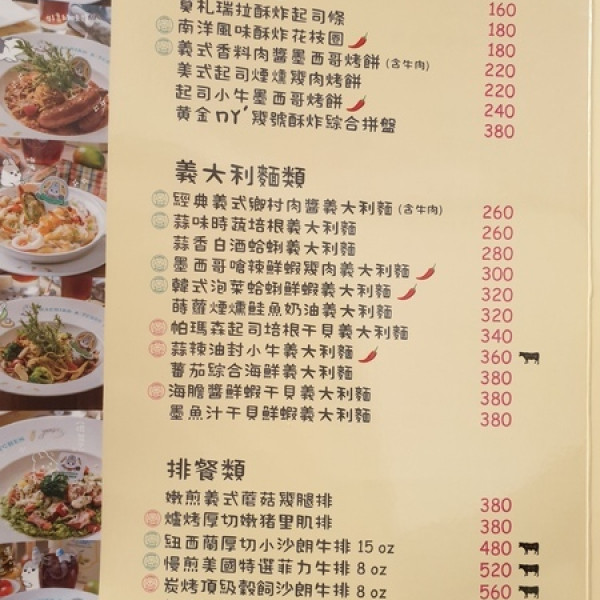 莫札瑞拉酥炸起司條 160
南洋風味酥炸花枝圈 180
義式香料肉醬墨西哥烤餅 (含牛肉) 180
美式起司煙燻雞肉烤餅 220
起司小牛墨西哥烤餅 220
黃金ㄇㄚˊ雞號酥炸綜合拼盤 240
380
義大利麵類
經典義式鄉村肉醬義大利麵 (含牛肉) 260
蒜味時蔬培根義大利麵 260
蒜香白酒蛤蜊義大利麵 280
墨西哥嗆辣鮮蝦雞肉義大利麵 300
韓式泡菜蛤蜊鮮蝦義大利麵 320
蒔蘿煙燻鮭魚奶油義大利麵 320
帕瑪森起司培根干貝義大利麵 340
蒜辣油封小牛義大利麵 360
蕃茄綜合海鮮義大利麵 380
海膽醬鮮蝦干貝義大利麵 380
墨魚汁干貝鮮蝦義大利麵 380
排餐類
嫩煎義式蘑菇雞腿排 380
爐烤厚切嫩豬里肌排 380
紐西蘭厚切小沙朗牛排 15 oz 480
慢煎美國特選菲力牛排 8 oz 520
炭烤頂級穀飼沙朗牛排 8 oz 560